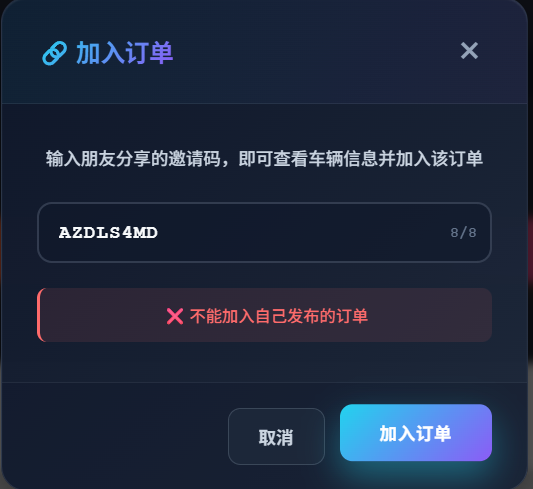 🔗 加入订单
✕
输入朋友分享的邀请码，即可查看车辆信息并加入该订单
AZDLS4MD
8/8
❌ 不能加入自己发布的订单
取消
加入订单